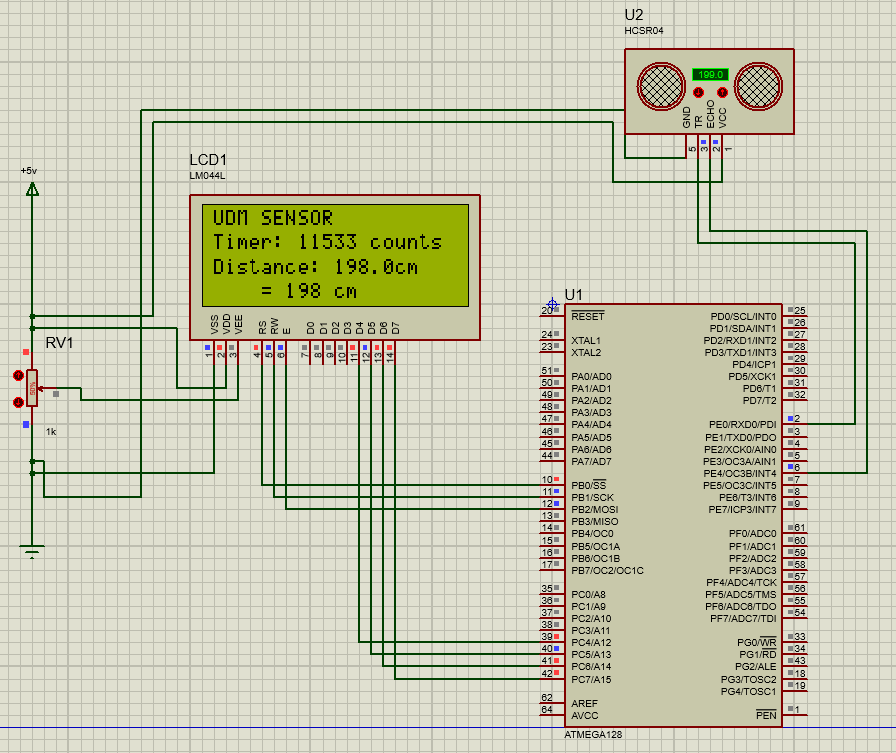 U2
HCSR04
199.0
GND
TR
ECHO
VCC
5
3
2
1
LCD1
LM044L
+5v
UDM SENSOR
Timer: 11533 counts
Distance: 198.0cm
= 198 cm
VSS
VDD
VEE
RS
RW
E
D0
D1
D2
D3
D4
D5
D6
D7
1
2
3
4
5
6
7
8
9
10
11
12
13
14
RV1
50%
1k
U1
20 RESET
24 XTAL1
23 XTAL2
51 PA0/AD0
50 PA1/AD1
49 PA2/AD2
48 PA3/AD3
47 PA4/AD4
46 PA5/AD5
45 PA6/AD6
44 PA7/AD7
10 PB0/SS
11 PB1/SCK
12 PB2/MOSI
13 PB3/MISO
14 PB4/OC0
15 PB5/OC1A
16 PB6/OC1B
17 PB7/OC2/OC1C
35 PC0/A8
36 PC1/A9
37 PC2/A10
38 PC3/A11
39 PC4/A12
40 PC5/A13
41 PC6/A14
42 PC7/A15
62 AREF
64 AVCC
PD0/SCL/INT0 25
PD1/SDA/INT1 26
PD2/RXD1/INT2 27
PD3/TXD1/INT3 28
PD4/ICP1 29
PD5/XCK1 30
PD6/T1 31
PD7/T2 32
PE0/RXD0/PDI 2
PE1/TXD0/PDO 3
PE2/XCK0/AIN0 4
PE3/OC3A/AIN1 5
PE4/OC3B/INT4 6
PE5/OC3C/INT5 7
PE6/T3/INT6 8
PE7/ICP3/INT7 9
PF0/ADC0 61
PF1/ADC1 60
PF2/ADC2 59
PF3/ADC3 58
PF4/ADC4/TCK 57
PF5/ADC5/TMS 56
PF6/ADC6/TDO 55
PF7/ADC7/TDI 54
PG0/WR 33
PG1/RD 34
PG2/ALE 43
PG3/TOSC2 18
PG4/TOSC1 19
PEN 1
ATMEGA128